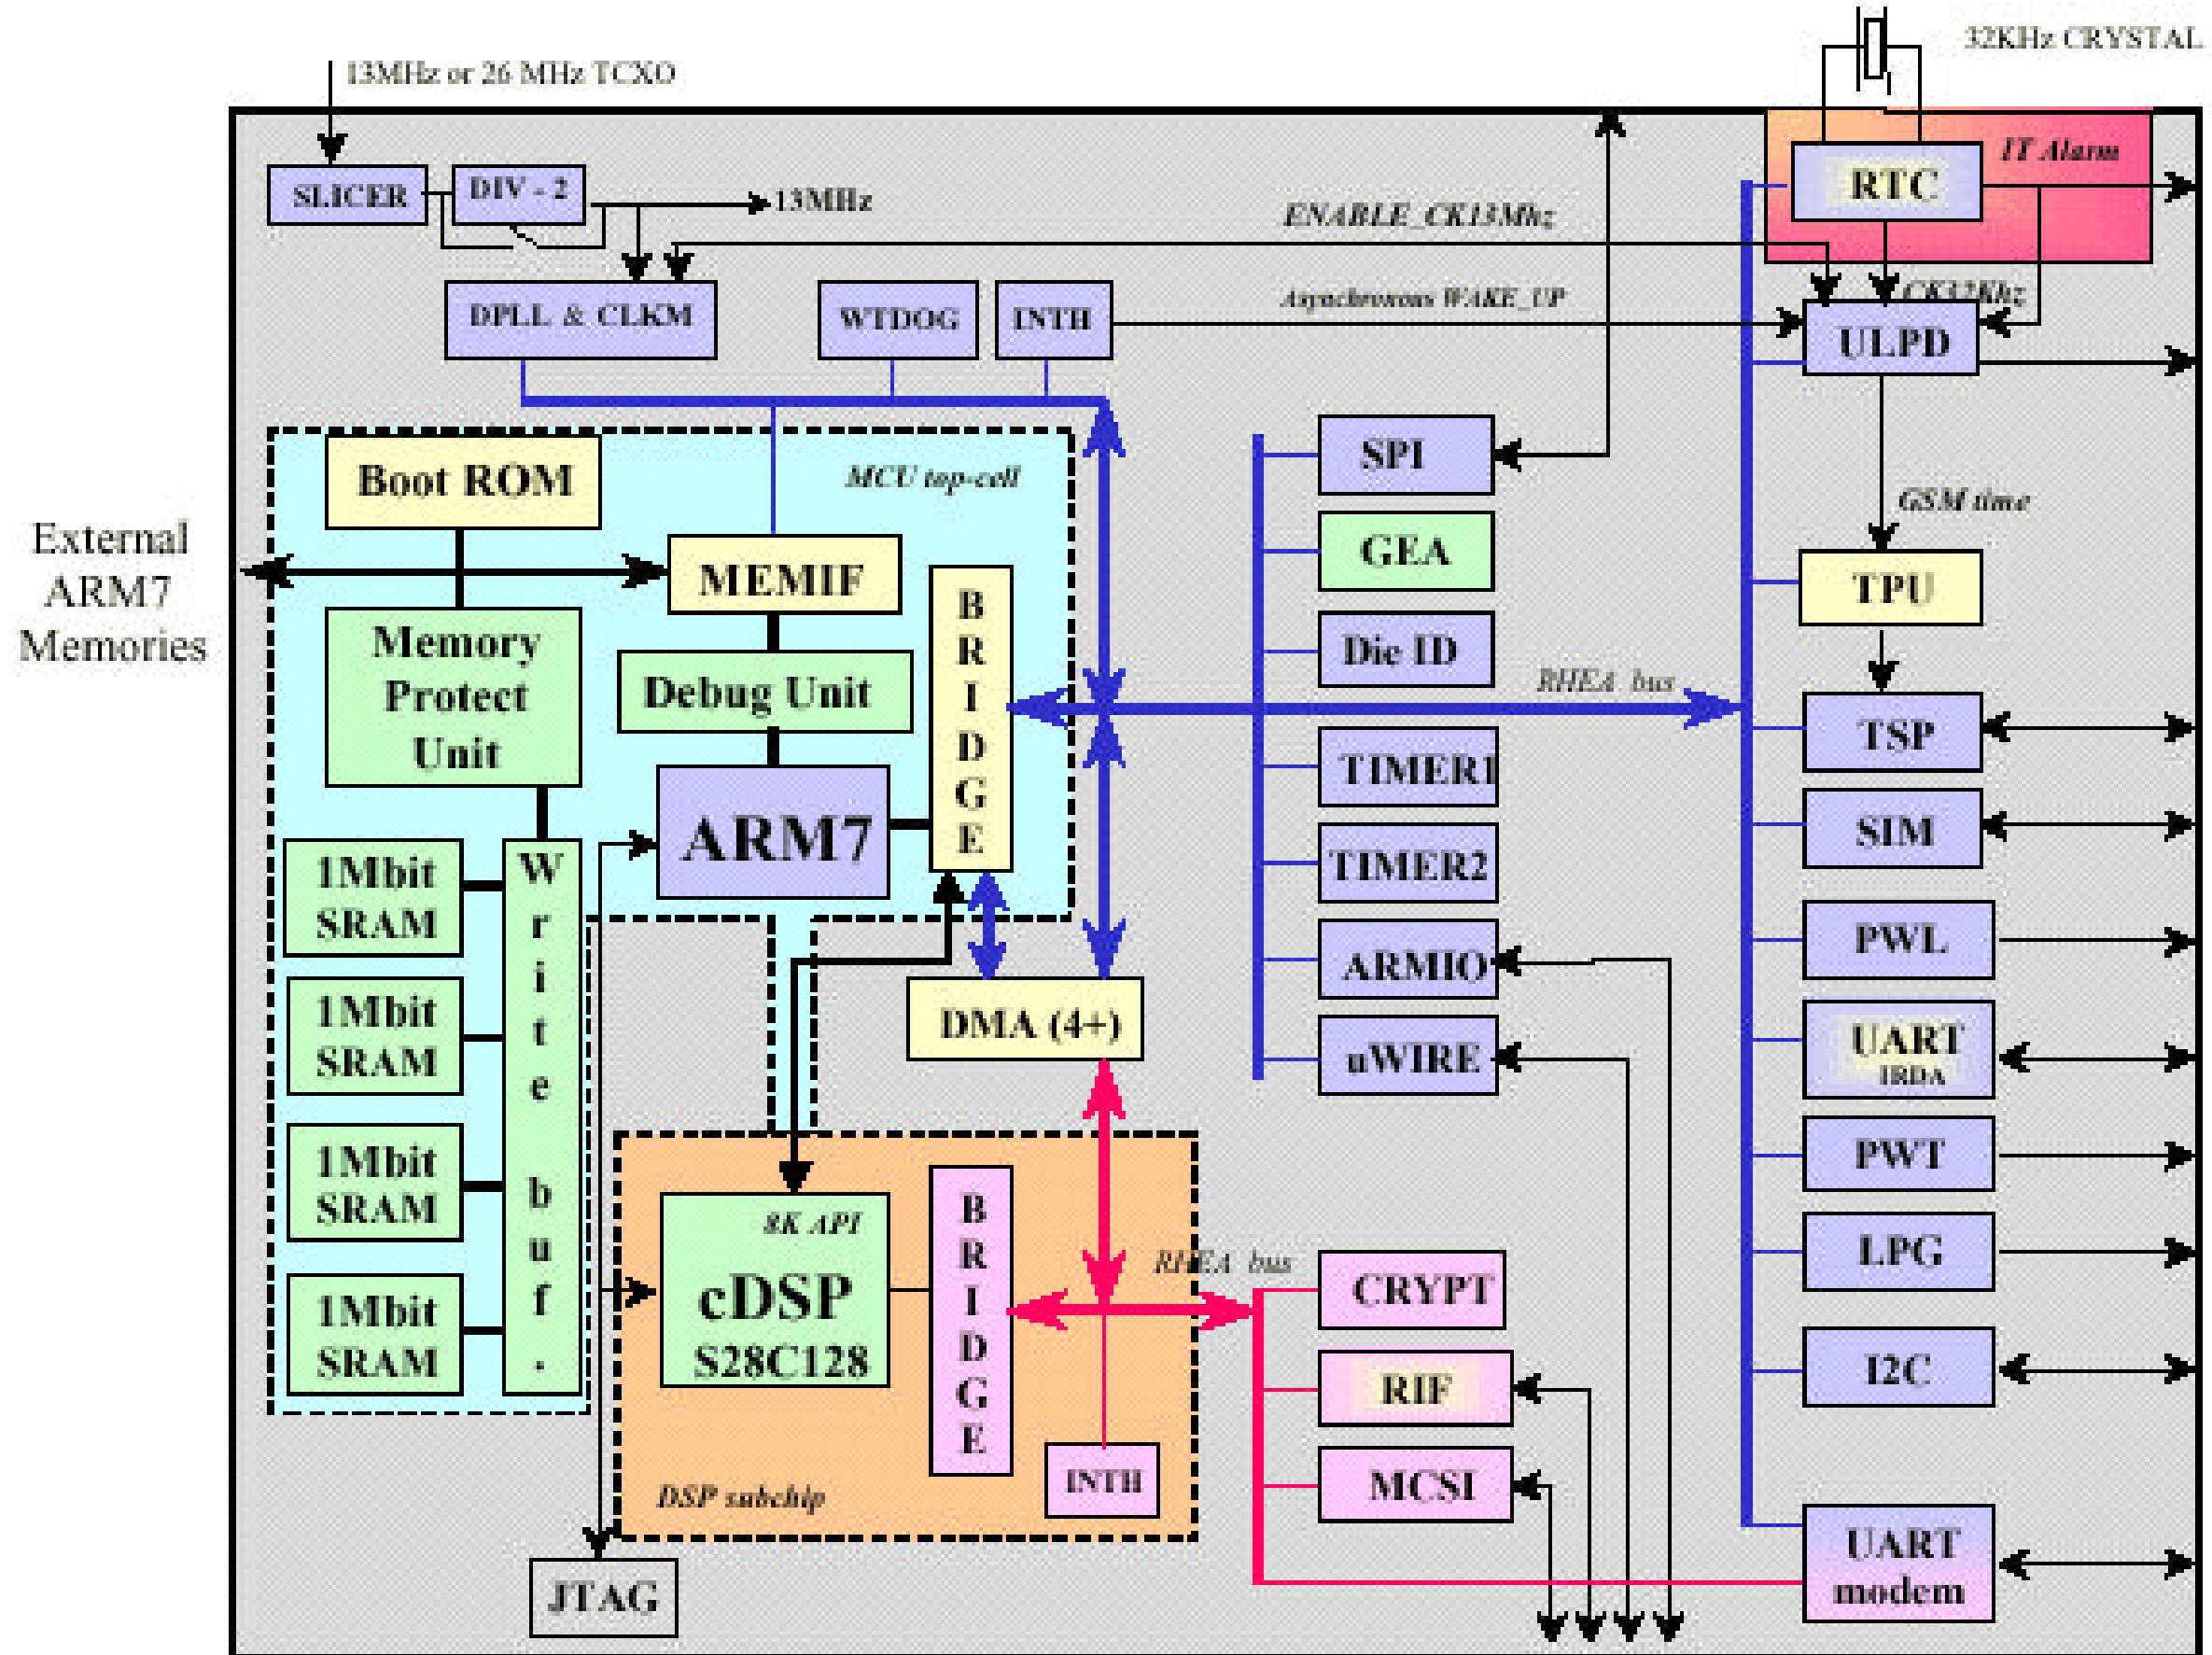 32KHz CRYSTAL
13MHz or 26 MHz TCXO
IT Alarm
RTC
SLICER
DIV - 2
13MHz
ENABLE_CK13Mhz
CK32Khz
DPLL & CLKM
WTDOG
INTH
Asynchronous WAKE_UP
ULPD
Boot ROM
MCU top-cell
SPI
GSM time
External
ARM7
Memories
MEMIF
GEA
TPU
BRIDGE
Memory
Protect
Unit
Debug Unit
Die ID
RHEA bus
TSP
TIMER1
ARM7
SIM
TIMER2
1Mbit
SRAM
Write buf.
PWL
ARMIO
1Mbit
SRAM
DMA (4+)
UART
IRDA
uWIRE
1Mbit
SRAM
PWT
8K API
cDSP
S28C128
BRIDGE
RHEA bus
CRYPT
LPG
1Mbit
SRAM
RIF
I2C
DSP subchip
INTH
MCSI
UART
modem
JTAG